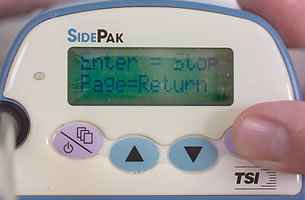 SIDEPAK
Enter = Stop
Page=Return
TSI